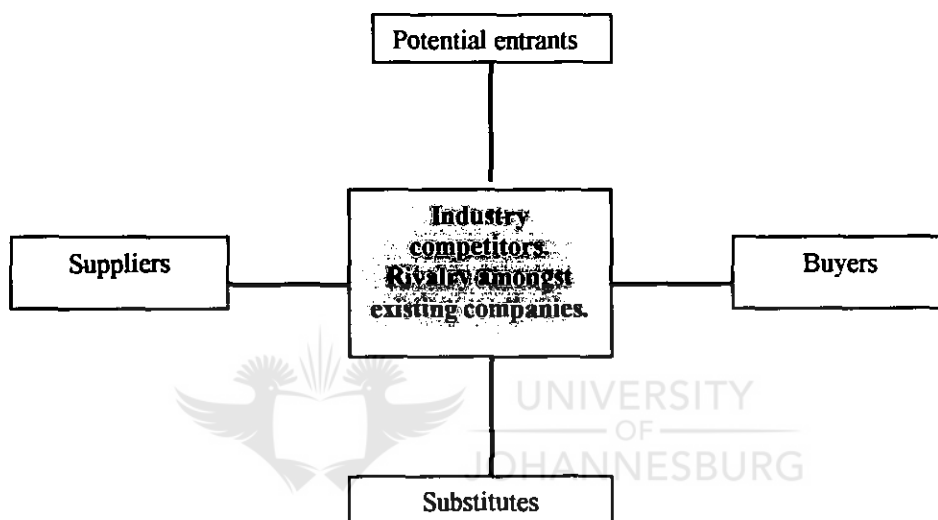 Potential entrants
Industry
competitors.
Rivalry amongst
existing companies.
Suppliers
Buyers
UNIVERSITY
OF
JOHANNESBURG
Substitutes